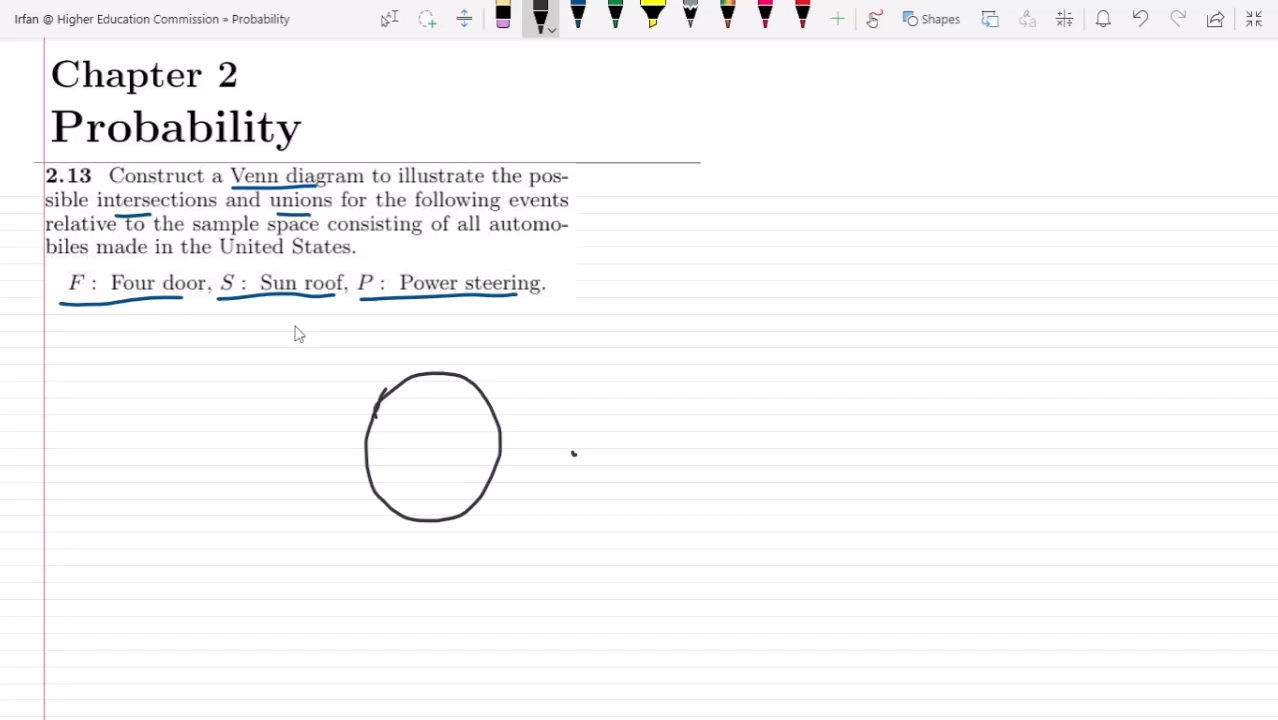 Irfan @ Higher Education Commission » Probability
Shapes
Chapter 2
Probability
2.13 Construct a Venn diagram to illustrate the pos-
sible intersections and unions for the following events
relative to the sample space consisting of all automo-
biles made in the United States.
F : Four door, S : Sun roof, P : Power steering.